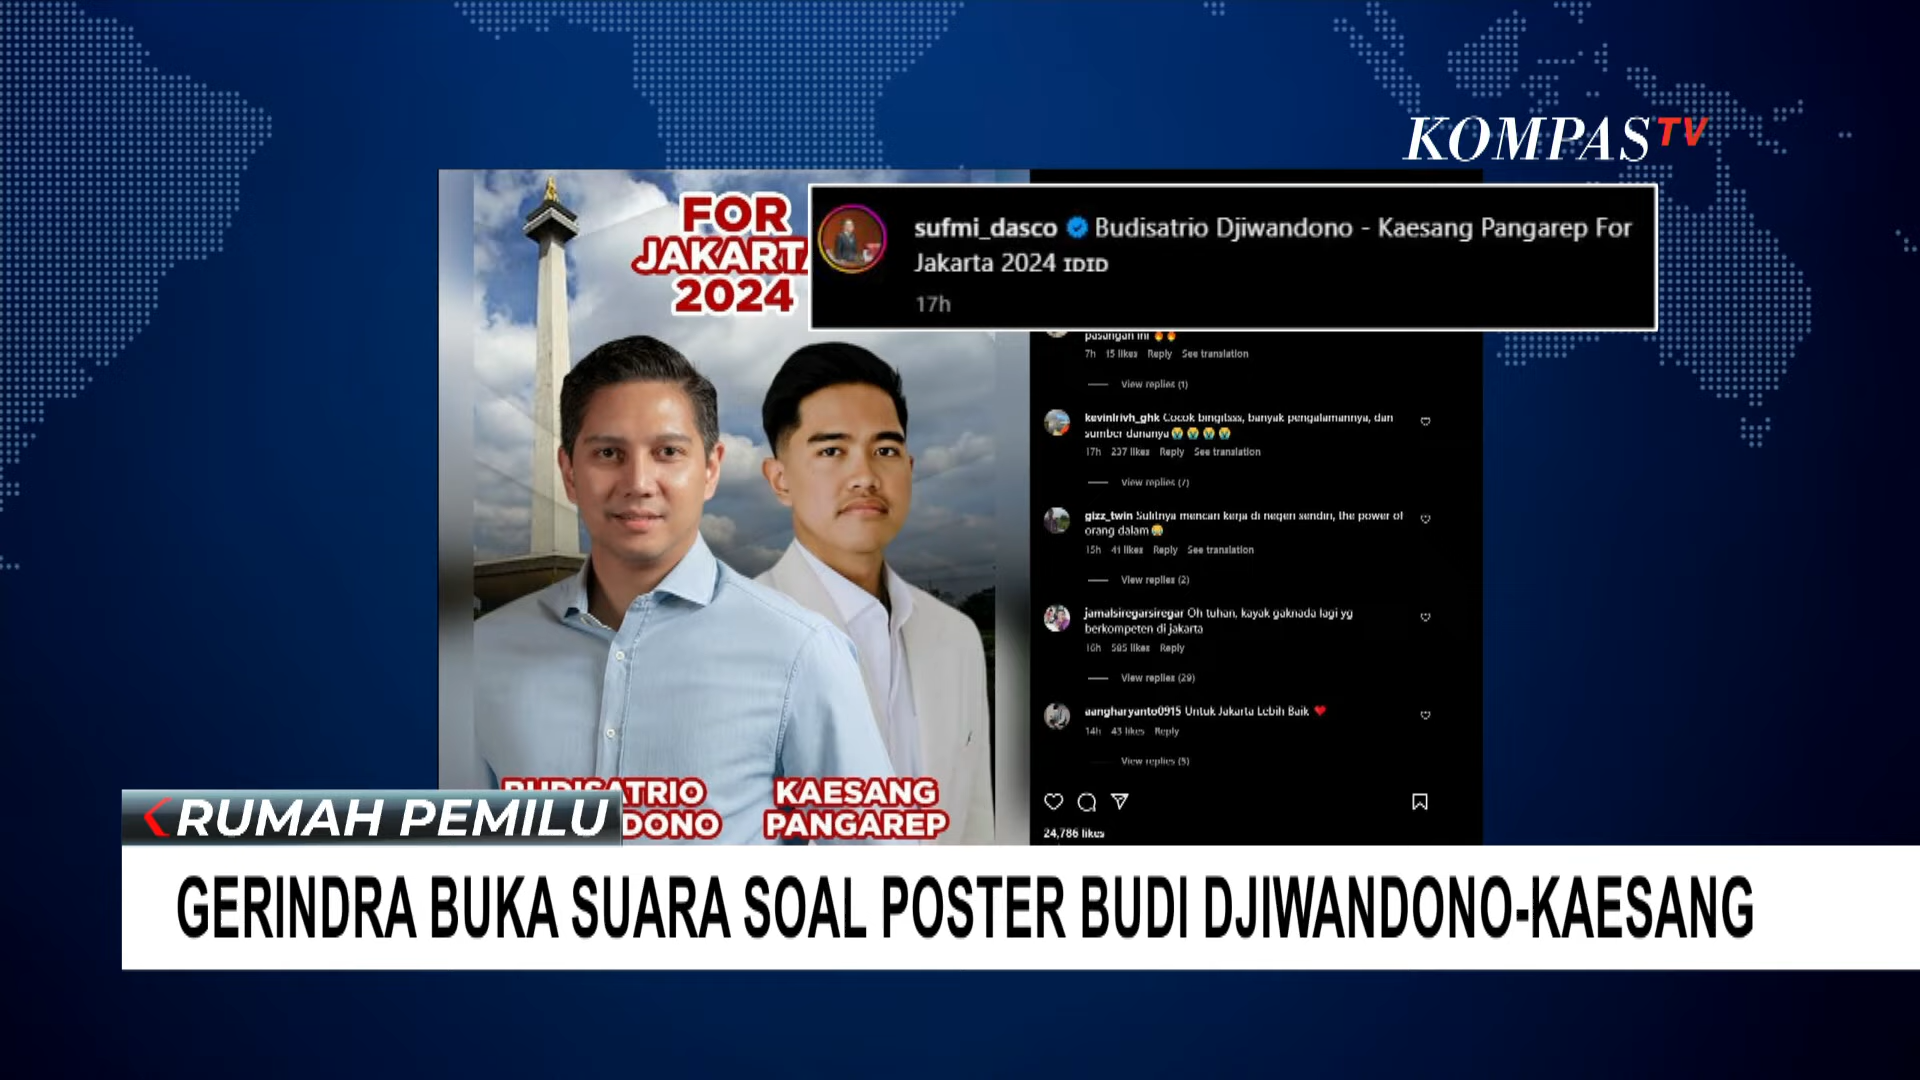 KOMPASTV
FOR
JAKARTA
2024
sufmi_dasco Budisatrio Djiwandono - Kaesang Pangarep For
Jakarta 2024 IDID
17h
pasangan ini 🔥🔥
7h 15 likes Reply See translation
View replies (1)
kevinlrivh_ghk Cocok bingitsss, banyak pengalamannya, dan
sumber dananya 😭😭😭😭
17h 237 likes Reply See translation
View replies (7)
gizz_twin Sulitnya mencari kerja di negeri sendiri, the power of
orang dalam 😂
15h 41 likes Reply See translation
View replies (2)
jamalsiregarsiregar Oh tuhan, kayak gaknada lagi yg
berkompeten di jakarta
16h 585 likes Reply
View replies (29)
aangharyanto0915 Untuk Jakarta Lebih Baik ❤️
14h 43 likes Reply
View replies (5)
24,786 likes
BUDISATRIO
DONO
KAESANG
PANGAREP
RUMAH PEMILU
GERINDRA BUKA SUARA SOAL POSTER BUDI DJIWANDONO-KAESANG